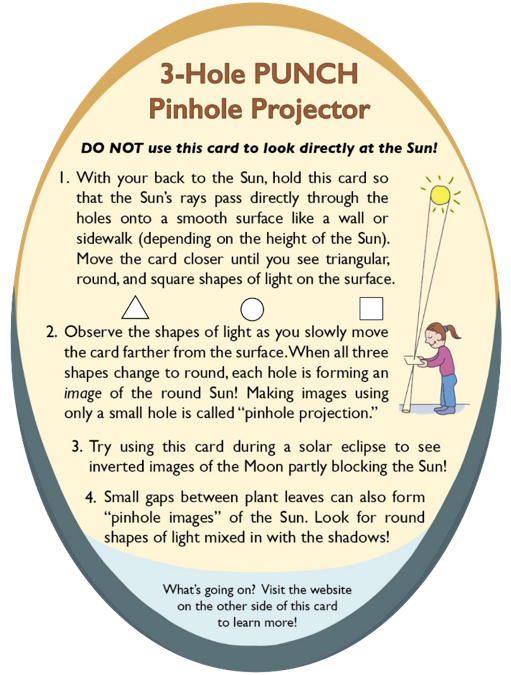 3-Hole PUNCH
Pinhole Projector
DO NOT use this card to look directly at the Sun!
1. With your back to the Sun, hold this card so
that the Sun's rays pass directly through the
holes onto a smooth surface like a wall or
sidewalk (depending on the height of the Sun).
Move the card closer until you see triangular,
round, and square shapes of light on the surface.
2. Observe the shapes of light as you slowly move
the card farther from the surface. When all three
shapes change to round, each hole is forming an
image of the round Sun! Making images using
only a small hole is called “pinhole projection.”
3. Try using this card during a solar eclipse to see
inverted images of the Moon partly blocking the Sun!
4. Small gaps between plant leaves can also form
“pinhole images” of the Sun. Look for round
shapes of light mixed in with the shadows!
What's going on? Visit the website
on the other side of this card
to learn more!